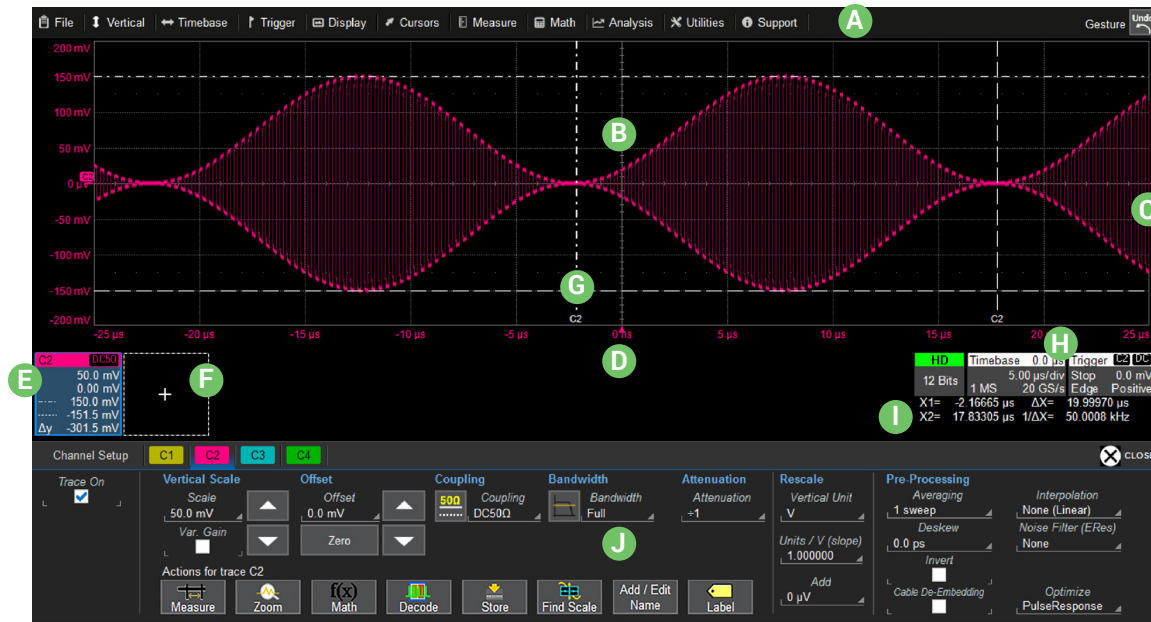 File Vertical Timebase Trigger Display Cursors Measure Math Analysis Utilities Support A Gesture Undo
200 mV
150 mV
100 mV
50 mV
C2
-50 mV
-100 mV
-150 mV
-200 mV
B
C
G
C2 C2
-25 µs -20 µs -15 µs -10 µs -5 µs 0 ns 5 µs 10 µs 15 µs 20 25 µs
D
H
E
F
C2 DC50
50.0 mV
0.00 mV
150.0 mV
-151.5 mV
Δy -301.5 mV
+
HD Timebase 0.0 µs Trigger C2 DC
12 Bits 5.00 µs/div Stop 0.0 mV
1 MS 20 GS/s Edge Positive
I
X1= -2.16665 µs ΔX= 19.99970 µs
X2= 17.83305 µs 1/ΔX= 50.0008 kHz
Channel Setup C1 C2 C3 C4 CLOS
Trace On Vertical Scale Offset Coupling Bandwidth Attenuation Rescale Pre-Processing
Scale Offset 50Ω Coupling Bandwidth Attenuation Vertical Unit Averaging Interpolation
50.0 mV 0.0 mV DC50Ω Full ÷1 V 1 sweep None (Linear)
Var. Gain Zero J Units / V (slope) Deskew Noise Filter (ERes)
1.000000 0.0 ps None
Invert
Actions for trace C2
Add Cable De-Embedding Optimize
0 µV PulseResponse
f(x) Add / Edit
Measure Zoom Math Decode Store Find Scale Name Label